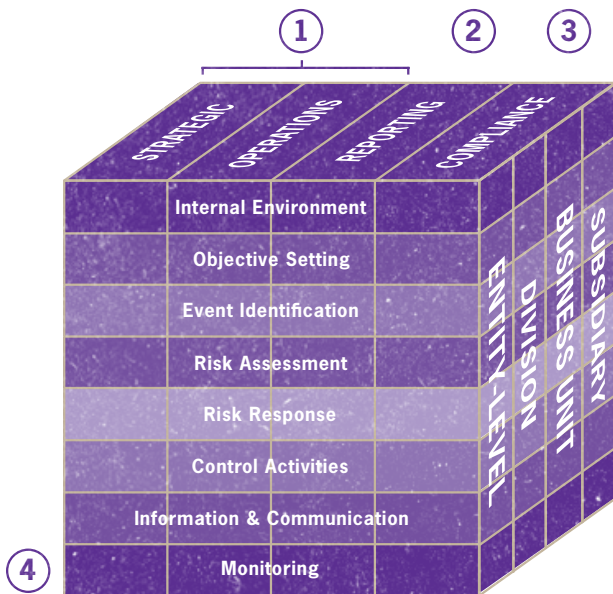 1
2
3
STRATEGIC
OPERATIONS
REPORTING
COMPLIANCE
Internal Environment
Objective Setting
Event Identification
Risk Assessment
Risk Response
Control Activities
Information & Communication
Monitoring
ENTITY-LEVEL
DIVISION
BUSINESS UNIT
SUBSIDIARY
4